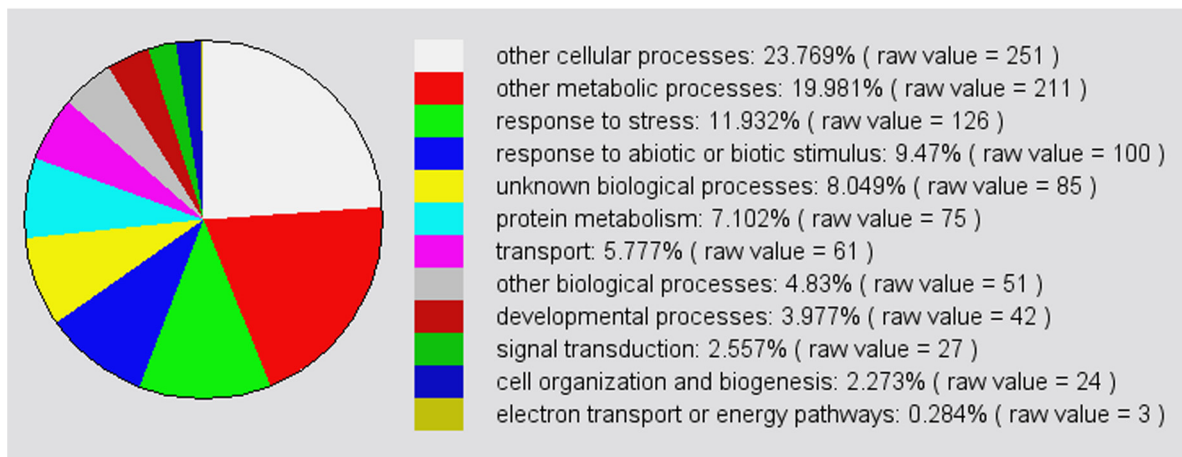 other cellular processes: 23.769% ( raw value = 251 )
other metabolic processes: 19.981% ( raw value = 211 )
response to stress: 11.932% ( raw value = 126 )
response to abiotic or biotic stimulus: 9.47% ( raw value = 100 )
unknown biological processes: 8.049% ( raw value = 85 )
protein metabolism: 7.102% ( raw value = 75 )
transport: 5.777% ( raw value = 61 )
other biological processes: 4.83% ( raw value = 51 )
developmental processes: 3.977% ( raw value = 42 )
signal transduction: 2.557% ( raw value = 27 )
cell organization and biogenesis: 2.273% ( raw value = 24 )
electron transport or energy pathways: 0.284% ( raw value = 3 )